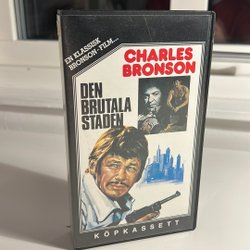 EN KLASSISK
BRONSON-FILM...
CHARLES
BRONSON
DEN
BRUTALA
STADEN
KÖPKASSETT